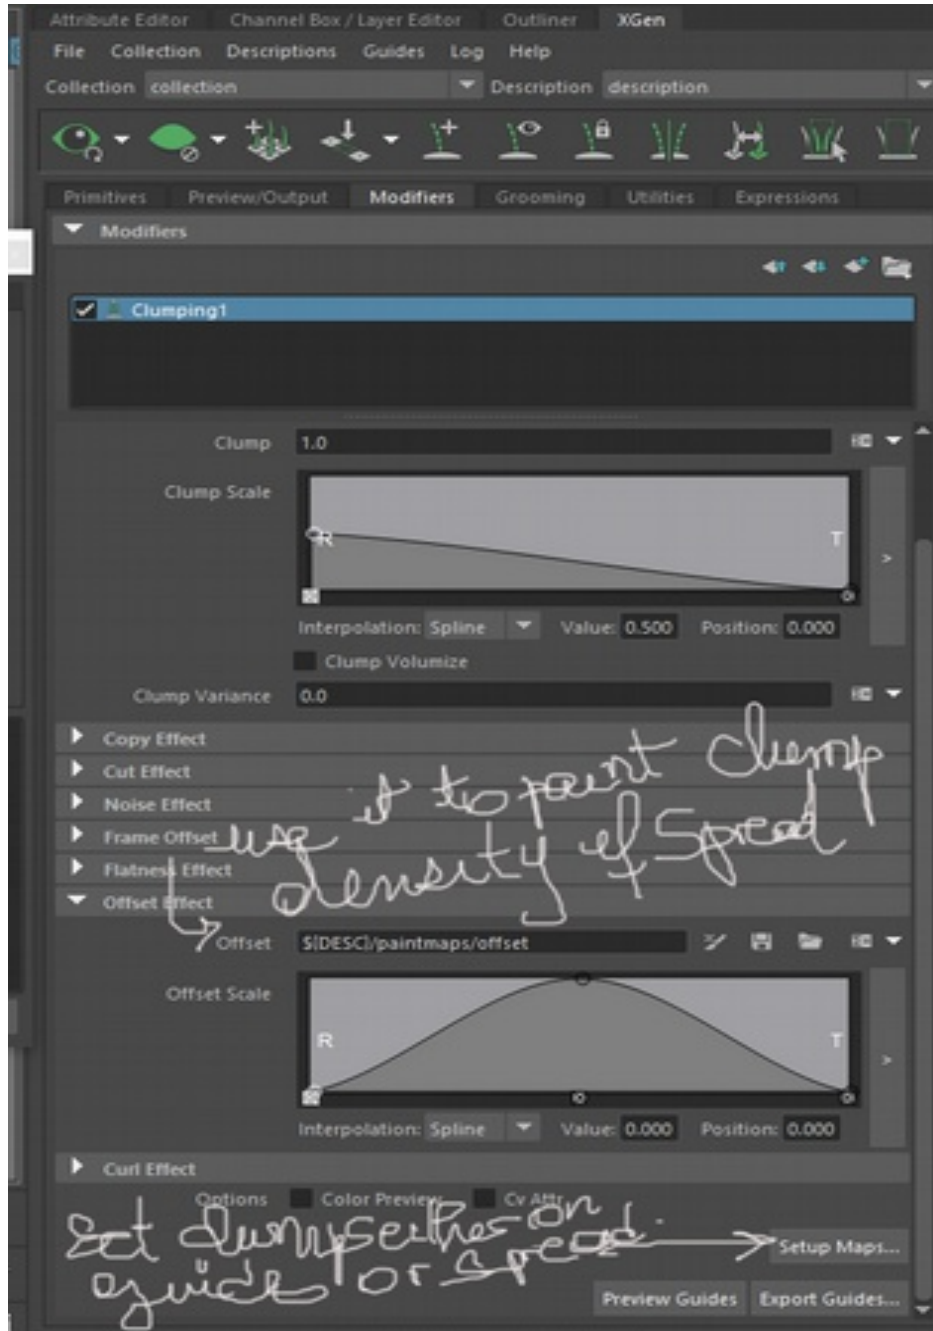 Attribute Editor Channel Box / Layer Editor Outliner XGen
File Collection Descriptions Guides Log Help
Collection collection Description description
Primitives Preview/Output Modifiers Grooming Utilities Expressions
Modifiers
Clumping1
Clump 1.0
Clump Scale
R T
>
Interpolation: Spline Value: 0.500 Position: 0.000
Clump Volumize
Clump Variance 0.0
Copy Effect
Cut Effect
Noise Effect
Frame Offset
Flatness Effect
use it to paint clump
density of Spread
Offset Effect
Offset ${DESC}/paintmaps/offset
Offset Scale
R T
>
Interpolation: Spline Value: 0.000 Position: 0.000
Curl Effect
Options Color Preview Cv Attr
Set clumps either on
guide or spread.
Setup Maps...
Preview Guides Export Guides...